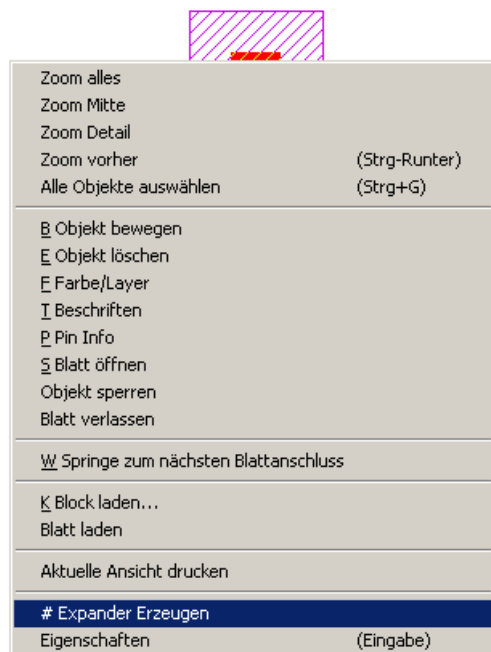 Zoom alles
Zoom Mitte
Zoom Detail
Zoom vorher (Strg-Runter)
Alle Objekte auswählen (Strg+G)
B Objekt bewegen
E Objekt löschen
F Farbe/Layer
T Beschriften
P Pin Info
S Blatt öffnen
Objekt sperren
Blatt verlassen
W Springe zum nächsten Blattanschluss
K Block laden...
Blatt laden
Aktuelle Ansicht drucken
# Expander Erzeugen
Eigenschaften (Eingabe)